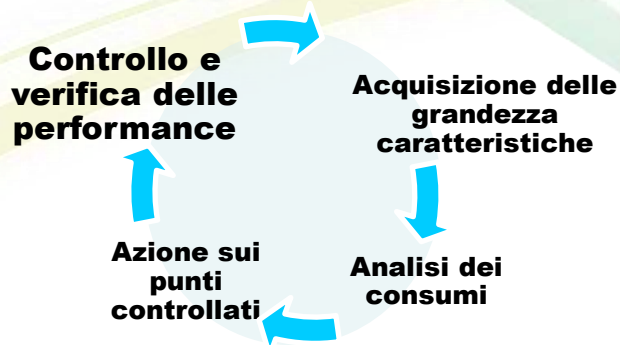 Controllo e
verifica delle
performance
Acquisizione delle
grandezza
caratteristiche
Analisi dei
consumi
Azione sui
punti
controllati